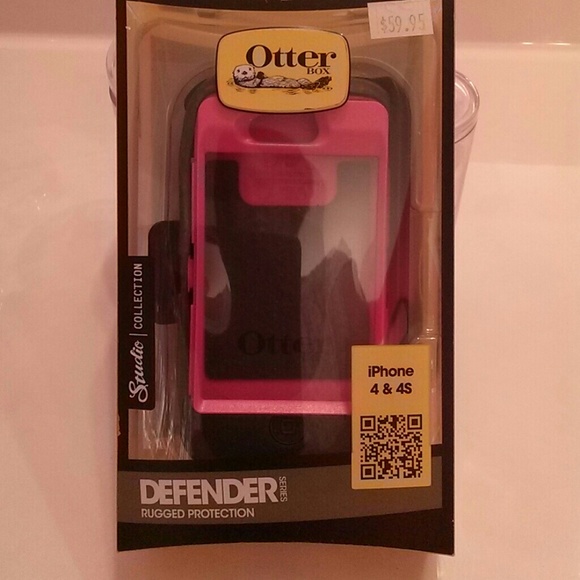 $59.95
Otter
BOX
Studio | COLLECTION
Otter
iPhone
4 & 4S
DEFENDER SERIES
RUGGED PROTECTION